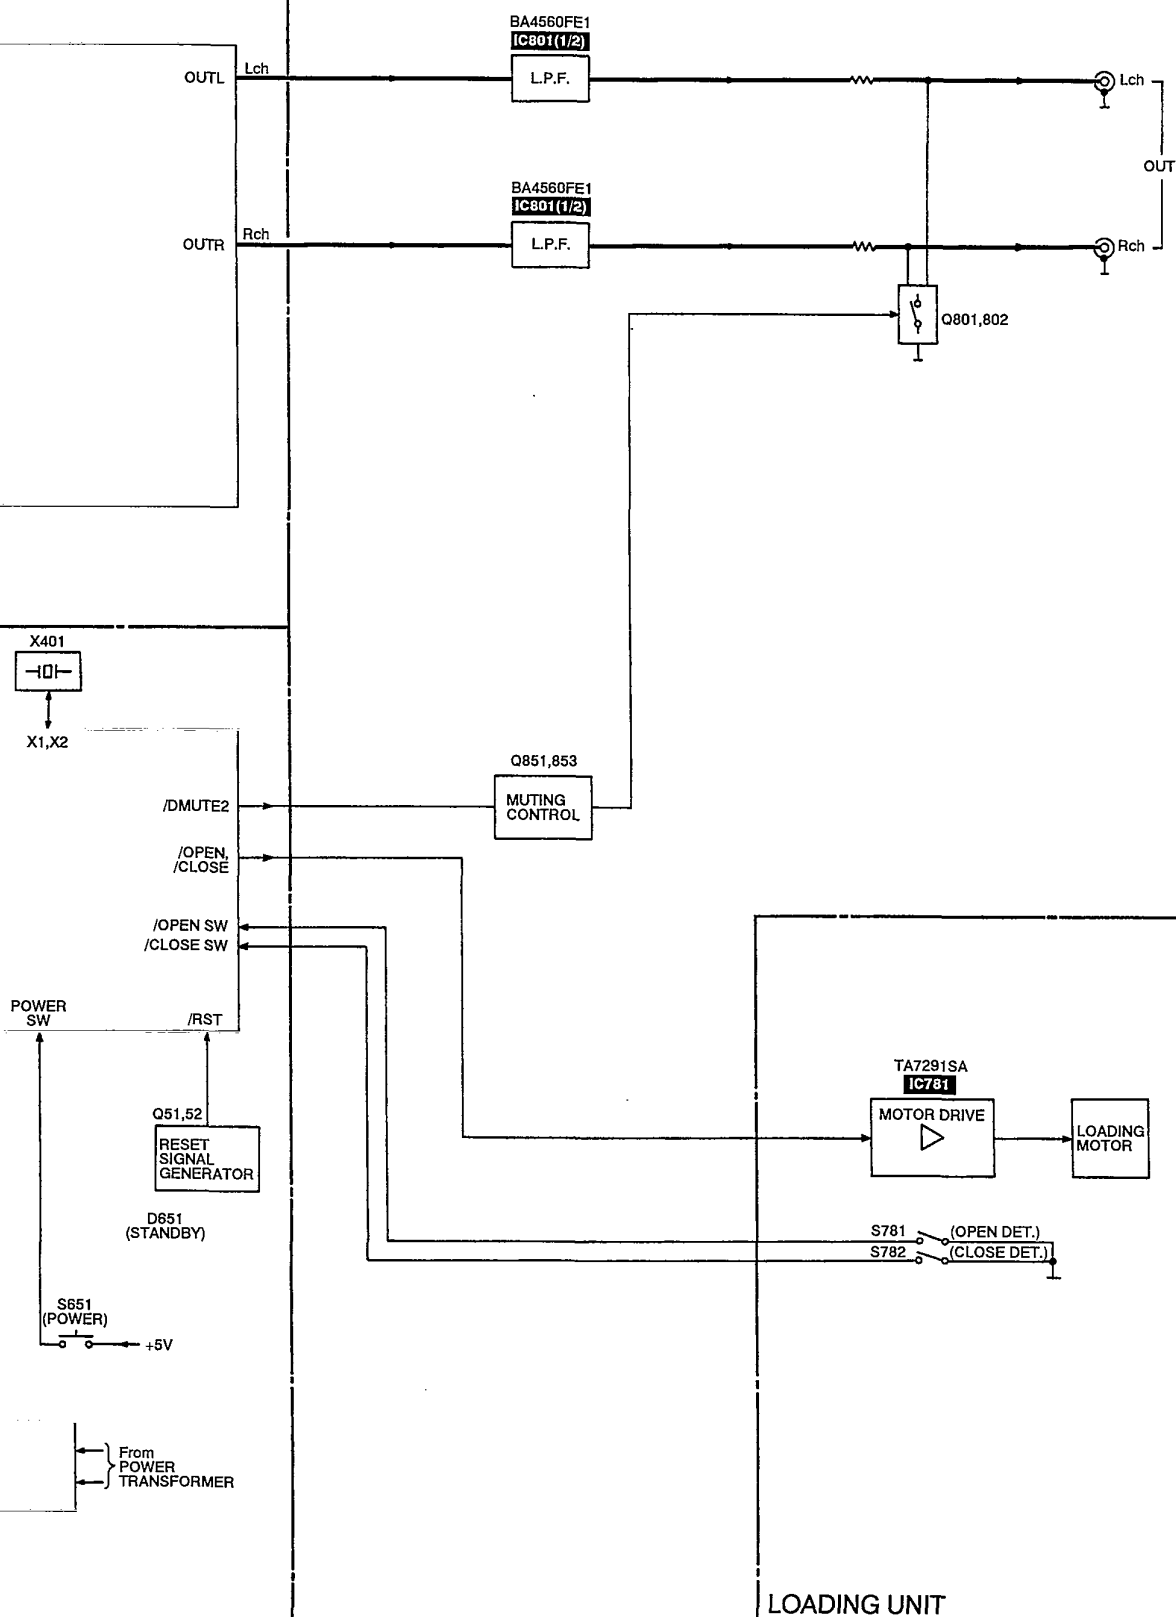 BA4560FE1
IC801(1/2)
OUTL
Lch
L.P.F.
Lch
OUT
BA4560FE1
IC801(1/2)
OUTR
Rch
L.P.F.
Rch
Q801,802
X401
X1,X2
Q851,853
/DMUTE2
MUTING
CONTROL
/OPEN,
/CLOSE
/OPEN SW
/CLOSE SW
POWER
SW
/RST
TA7291SA
IC781
MOTOR DRIVE
LOADING
MOTOR
Q51,52
RESET
SIGNAL
GENERATOR
D651
(STANDBY)
S781
(OPEN DET.)
S782
(CLOSE DET.)
S651
(POWER)
+5V
From
POWER
TRANSFORMER
LOADING UNIT